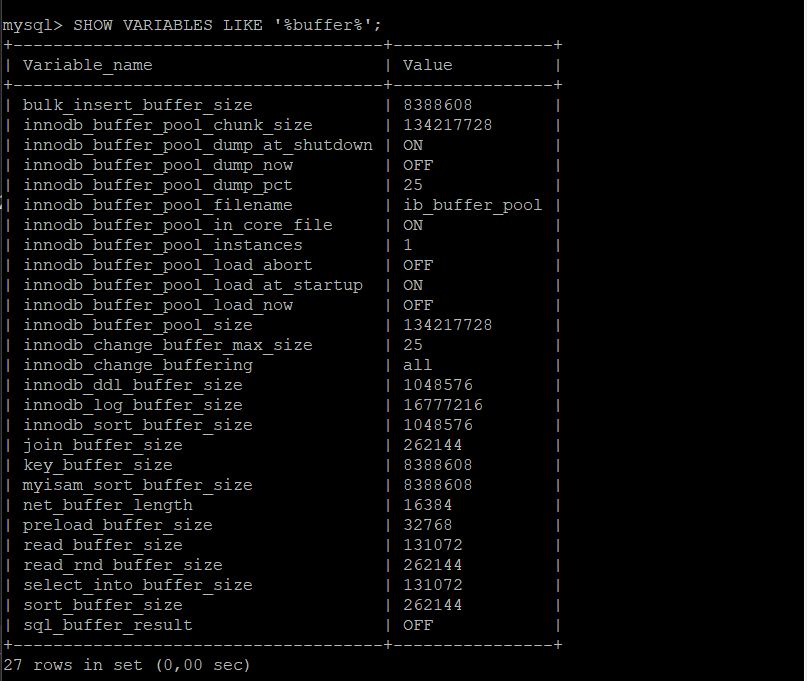 mysql> SHOW VARIABLES LIKE '%buffer%';
+-------------------------------------+----------------+
| Variable_name                       | Value          |
+-------------------------------------+----------------+
| bulk_insert_buffer_size             | 8388608        |
| innodb_buffer_pool_chunk_size       | 134217728      |
| innodb_buffer_pool_dump_at_shutdown | ON             |
| innodb_buffer_pool_dump_now         | OFF            |
| innodb_buffer_pool_dump_pct         | 25             |
| innodb_buffer_pool_filename         | ib_buffer_pool |
| innodb_buffer_pool_in_core_file     | ON             |
| innodb_buffer_pool_instances        | 1              |
| innodb_buffer_pool_load_abort       | OFF            |
| innodb_buffer_pool_load_at_startup  | ON             |
| innodb_buffer_pool_load_now         | OFF            |
| innodb_buffer_pool_size             | 134217728      |
| innodb_change_buffer_max_size       | 25             |
| innodb_change_buffering             | all            |
| innodb_ddl_buffer_size              | 1048576        |
| innodb_log_buffer_size              | 16777216       |
| innodb_sort_buffer_size             | 1048576        |
| join_buffer_size                    | 262144         |
| key_buffer_size                     | 8388608        |
| myisam_sort_buffer_size             | 8388608        |
| net_buffer_length                   | 16384          |
| preload_buffer_size                 | 32768          |
| read_buffer_size                    | 131072         |
| read_rnd_buffer_size                | 262144         |
| select_into_buffer_size             | 131072         |
| sort_buffer_size                    | 262144         |
| sql_buffer_result                   | OFF            |
+-------------------------------------+----------------+
27 rows in set (0,00 sec)